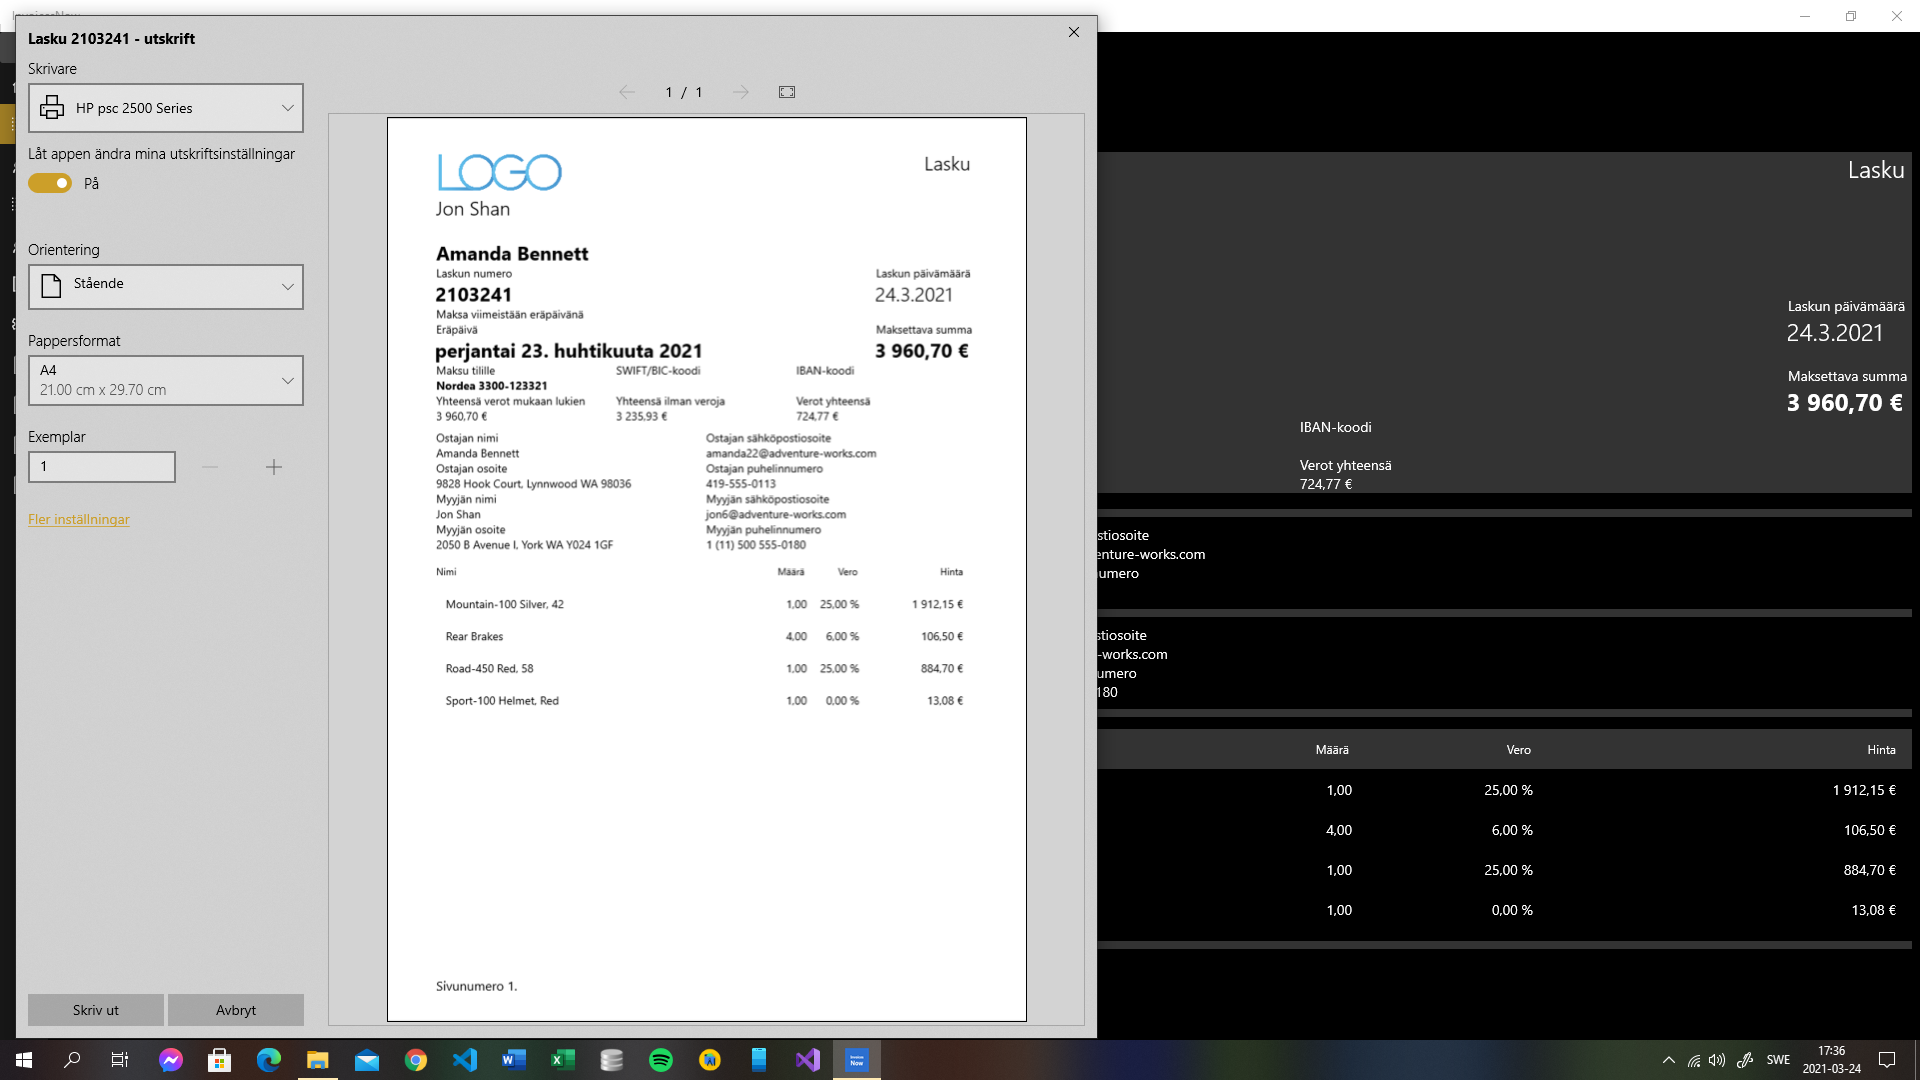 InvoicesNow
Lasku 2103241 - utskrift
Skrivare
HP psc 2500 Series
Låt appen ändra mina utskriftsinställningar
På
Orientering
Stående
Pappersformat
A4
21.00 cm x 29.70 cm
Exemplar
1
Fler inställningar
Skriv ut Avbryt
1 / 1
LOGO
Lasku
Jon Shan
Amanda Bennett
Laskun numero Laskun päivämäärä
2103241 24.3.2021
Maksa viimeistään eräpäivänä
Eräpäivä Maksettava summa
perjantai 23. huhtikuuta 2021 3 960,70 €
Maksu tilille SWIFT/BIC-koodi IBAN-koodi
Nordea 3300-123321
Yhteensä verot mukaan lukien Yhteensä ilman veroja Verot yhteensä
3 960,70 € 3 235,93 € 724,77 €
Ostajan nimi Ostajan sähköpostiosoite
Amanda Bennett amanda22@adventure-works.com
Ostajan osoite Ostajan puhelinnumero
9828 Hook Court, Lynnwood WA 98036 419-555-0113
Myyjän nimi Myyjän sähköpostiosoite
Jon Shan jon6@adventure-works.com
Myyjän osoite Myyjän puhelinnumero
2050 B Avenue I, York WA Y024 1GF 1 (11) 500 555-0180
Nimi Määrä Vero Hinta
Mountain-100 Silver, 42 1,00 25,00 % 1 912,15 €
Rear Brakes 4,00 6,00 % 106,50 €
Road-450 Red, 58 1,00 25,00 % 884,70 €
Sport-100 Helmet, Red 1,00 0,00 % 13,08 €
Sivunumero 1.
Lasku
Laskun päivämäärä
24.3.2021
Maksettava summa
3 960,70 €
IBAN-koodi
Verot yhteensä
724,77 €
stiosoite
enture-works.com
umero
stiosoite
-works.com
umero
180
Määrä Vero Hinta
1,00 25,00 % 1 912,15 €
4,00 6,00 % 106,50 €
1,00 25,00 % 884,70 €
1,00 0,00 % 13,08 €
SWE
17:36
2021-03-24